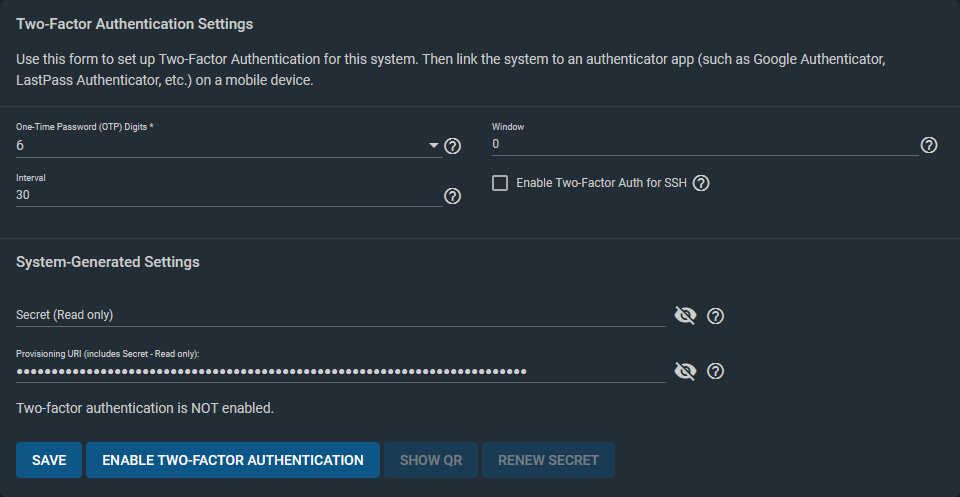 Two-Factor Authentication Settings
Use this form to set up Two-Factor Authentication for this system. Then link the system to an authenticator app (such as Google Authenticator,
LastPass Authenticator, etc.) on a mobile device.
One-Time Password (OTP) Digits *
6
Window
0
Interval
30
Enable Two-Factor Auth for SSH
System-Generated Settings
Secret (Read only)
Provisioning URI (includes Secret - Read only):
Two-factor authentication is NOT enabled.
SAVE
ENABLE TWO-FACTOR AUTHENTICATION
SHOW QR
RENEW SECRET